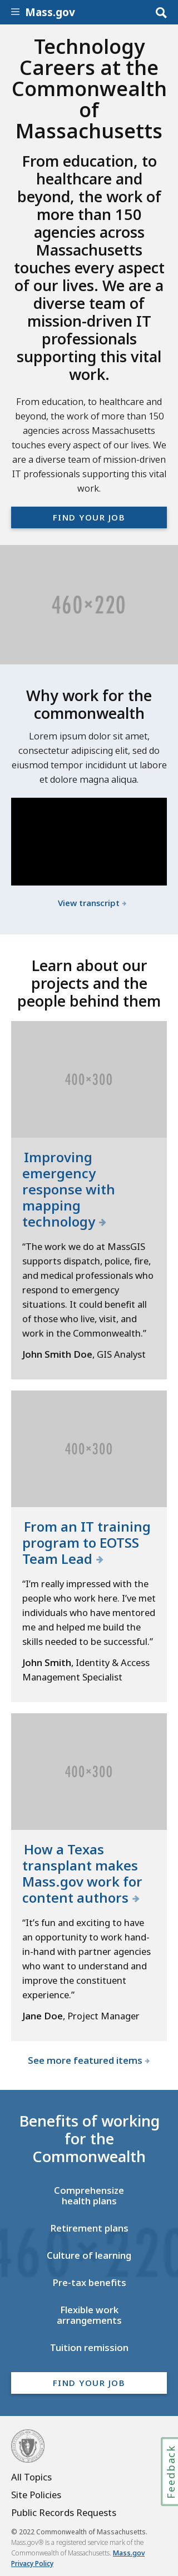 Mass.gov
Technology
Careers at the
Commonwealth
of
Massachusetts
From education, to
healthcare and
beyond, the work of
more than 150
agencies across
Massachusetts
touches every aspect
of our lives. We are a
diverse team of
mission-driven IT
professionals
supporting this vital
work.
From education, to healthcare and
beyond, the work of more than 150
agencies across Massachusetts
touches every aspect of our lives. We
are a diverse team of mission-driven
IT professionals supporting this vital
work.
FIND YOUR JOB
460×220
Why work for the
commonwealth
Lorem ipsum dolor sit amet,
consectetur adipiscing elit, sed do
eiusmod tempor incididunt ut labore
et dolore magna aliqua.
View transcript
Learn about our
projects and the
people behind them
400×300
Improving
emergency
response with
mapping
technology
“The work we do at MassGIS
supports dispatch, police, fire,
and medical professionals who
respond to emergency
situations. It could benefit all
of those who live, visit, and
work in the Commonwealth.”
John Smith Doe, GIS Analyst
400×300
From an IT training
program to EOTSS
Team Lead
“I’m really impressed with the
people who work here. I’ve met
individuals who have mentored
me and helped me build the
skills needed to be successful.”
John Smith, Identity & Access
Management Specialist
400×300
How a Texas
transplant makes
Mass.gov work for
content authors
“It’s fun and exciting to have
an opportunity to work hand-
in-hand with partner agencies
who want to understand and
improve the constituent
experience.”
Jane Doe, Project Manager
See more featured items
Benefits of working
for the
Commonwealth
Comprehensize
health plans
Retirement plans
460×220
Culture of learning
Pre-tax benefits
Flexible work
arrangements
Tuition remission
FIND YOUR JOB
Feedback
All Topics
Site Policies
Public Records Requests
© 2022 Commonwealth of Massachusetts.
Mass.gov® is a registered service mark of the
Commonwealth of Massachusetts. Mass.gov
Privacy Policy